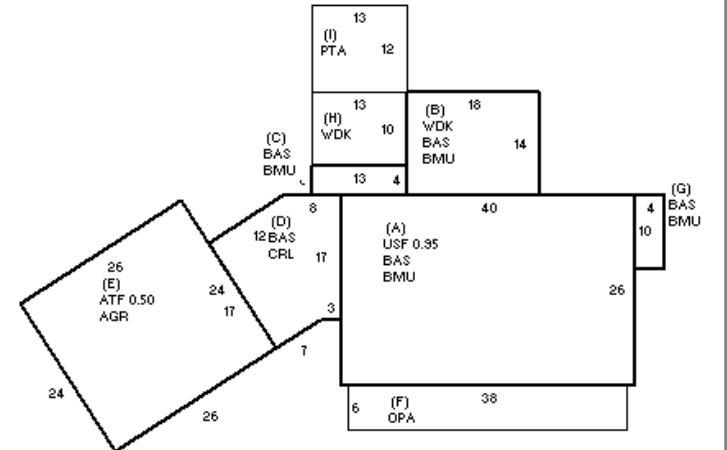 13
(I)
PTA
12
13
(H)
WDK
10
(B)
18
WDK
BAS
BMU
14
(C)
BAS
BMU
13
4
(G)
BAS
BMU
4
10
8
(D)
12 BAS
CRL
17
40
(A)
USF 0.95
BAS
BMU
26
26
(E)
ATF 0.50
AGR
24
17
3
7
24
26
6
(F)
OPA
38